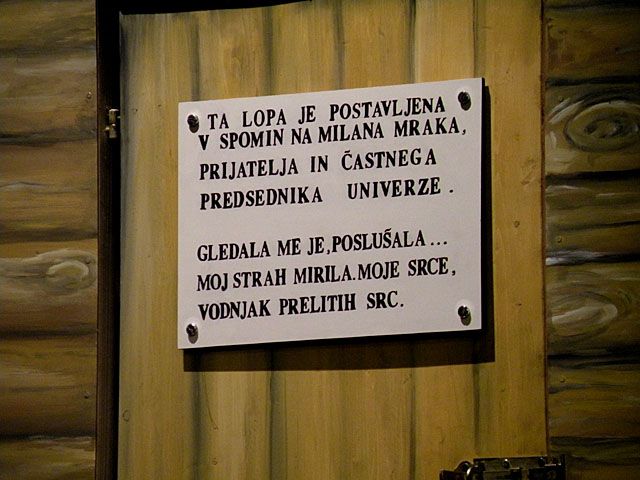 TA LOPA JE POSTAVLJENA
V SPOMIN NA MILANA MRAKA,
PRIJATELJA IN ČASTNEGA
PREDSEDNIKA UNIVERZE.
GLEDALA ME JE, POSLUŠALA...
MOJ STRAH MIRILA. MOJE SRCE,
VODNJAK PRELITIH SRC.